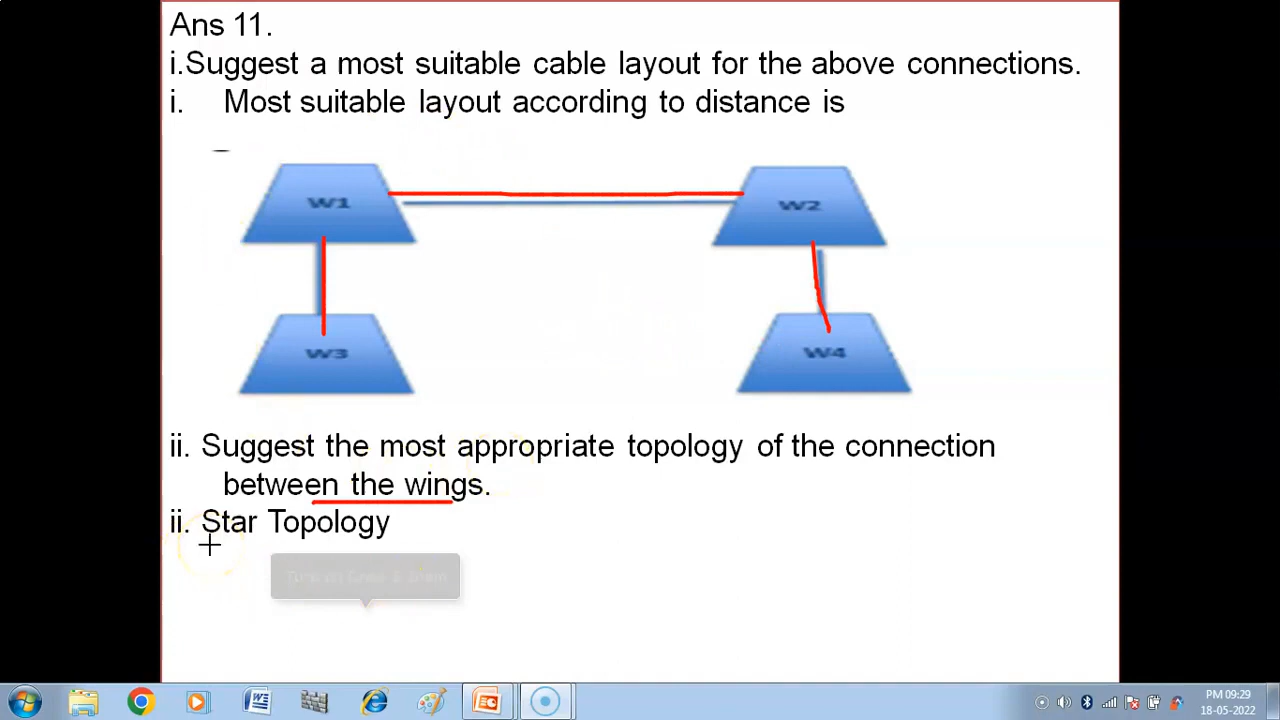 Ans 11.
i.Suggest a most suitable cable layout for the above connections.
i. Most suitable layout according to distance is
W1
W2
W3
W4
ii. Suggest the most appropriate topology of the connection
between the wings.
ii. Star Topology
PM 09:29
18-05-2022